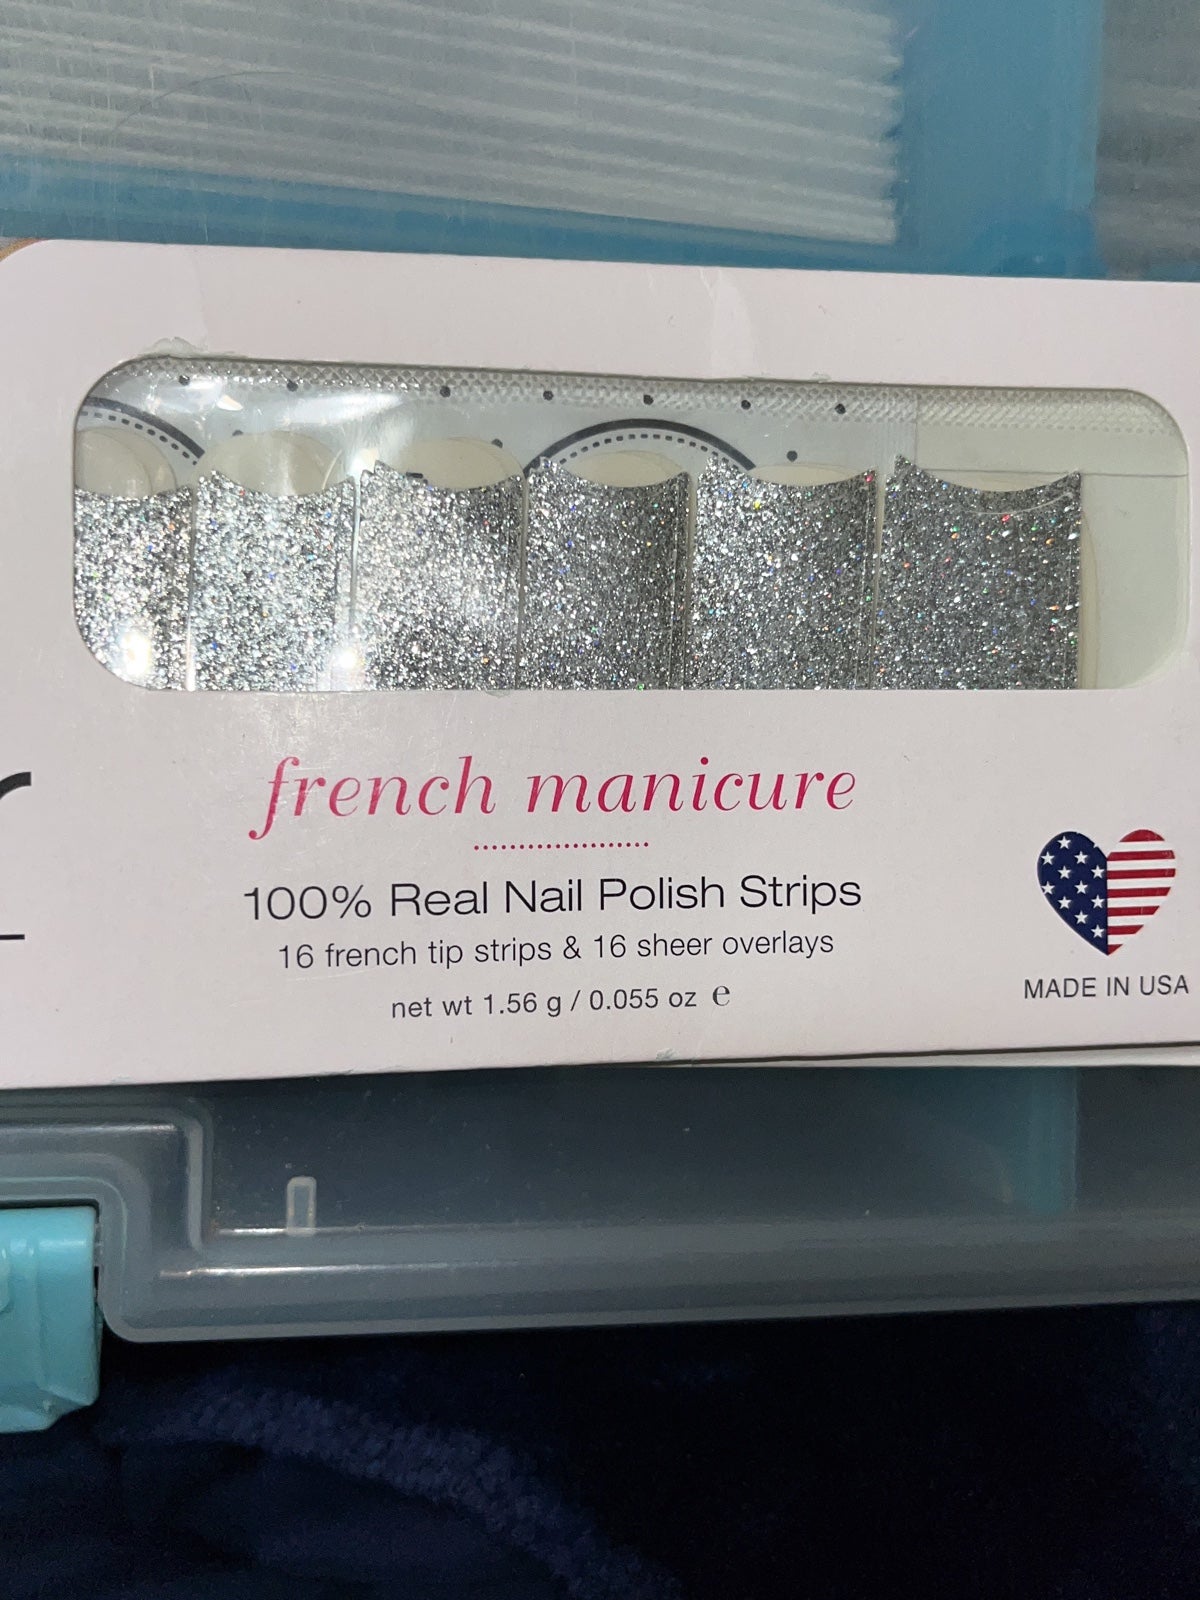 french manicure
100% Real Nail Polish Strips
16 french tip strips & 16 sheer overlays
net wt 1.56 g / 0.055 oz ℮
MADE IN USA